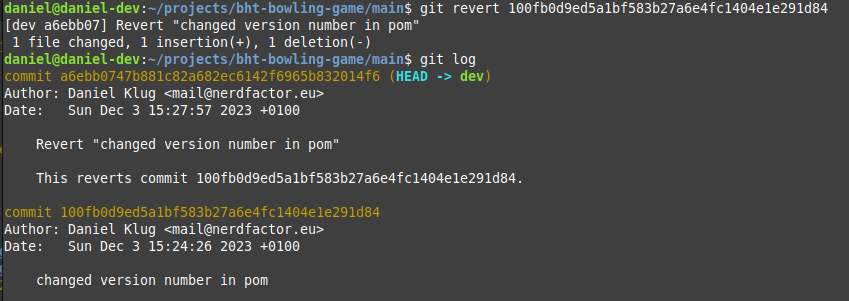 daniel@daniel-dev:~/projects/bht-bowling-game/main$ git revert 100fb0d9ed5a1bf583b27a6e4fc1404e1e291d84
[dev a6ebb07] Revert "changed version number in pom"
 1 file changed, 1 insertion(+), 1 deletion(-)
daniel@daniel-dev:~/projects/bht-bowling-game/main$ git log
commit a6ebb0747b881c82a682ec6142f6965b832014f6 (HEAD -> dev)
Author: Daniel Klug <mail@nerdfactor.eu>
Date:   Sun Dec 3 15:27:57 2023 +0100

    Revert "changed version number in pom"

    This reverts commit 100fb0d9ed5a1bf583b27a6e4fc1404e1e291d84.

commit 100fb0d9ed5a1bf583b27a6e4fc1404e1e291d84
Author: Daniel Klug <mail@nerdfactor.eu>
Date:   Sun Dec 3 15:24:26 2023 +0100

    changed version number in pom